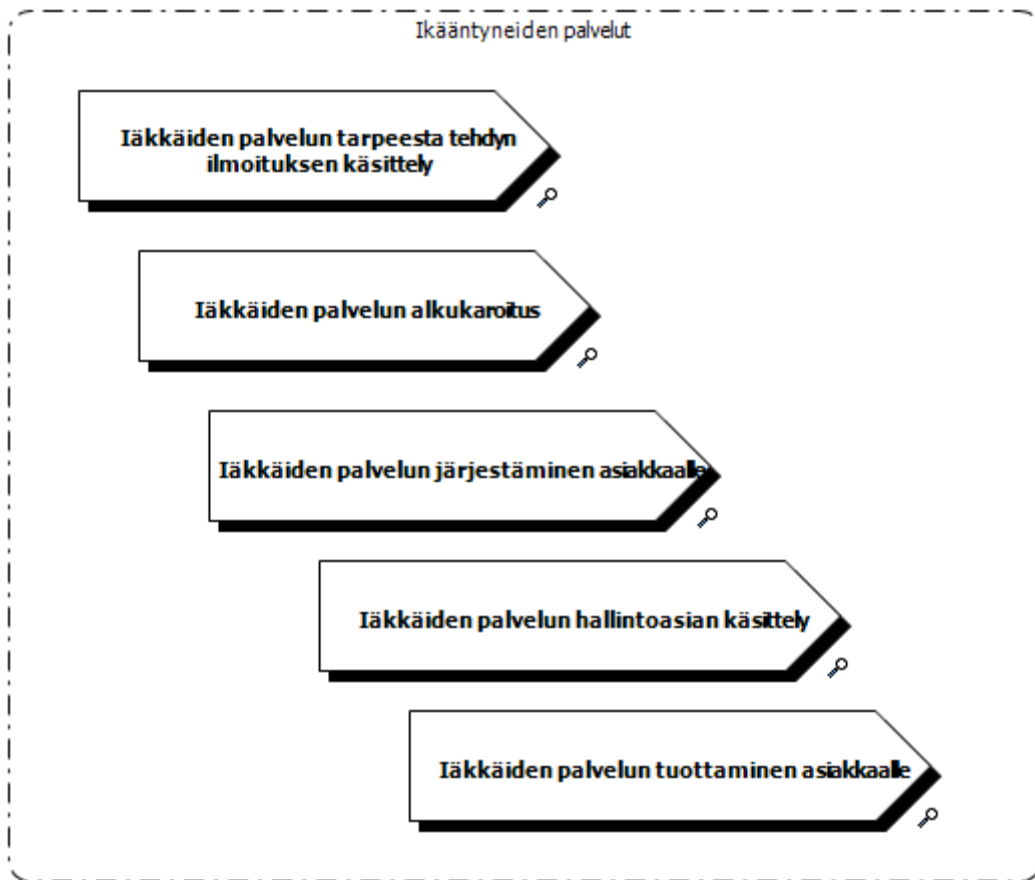 Ikääntyneiden palvelut
Iäkkäiden palvelun tarpeesta tehdyn
ilmoituksen käsittely
Iäkkäiden palvelun alkukaroitus
Iäkkäiden palvelun järjestäminen asiakkaalle
Iäkkäiden palvelun hallintoasian käsittely
Iäkkäiden palvelun tuottaminen asiakkaalle